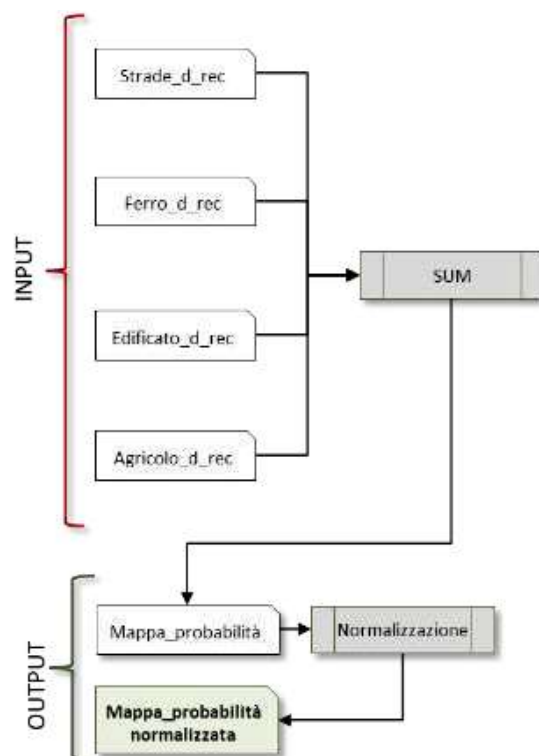 INPUT
Strade_d_rec
Ferro_d_rec
SUM
Edificato_d_rec
Agricolo_d_rec
OUTPUT
Mappa_probabilità
Normalizzazione
Mappa_probabilità
normalizzata